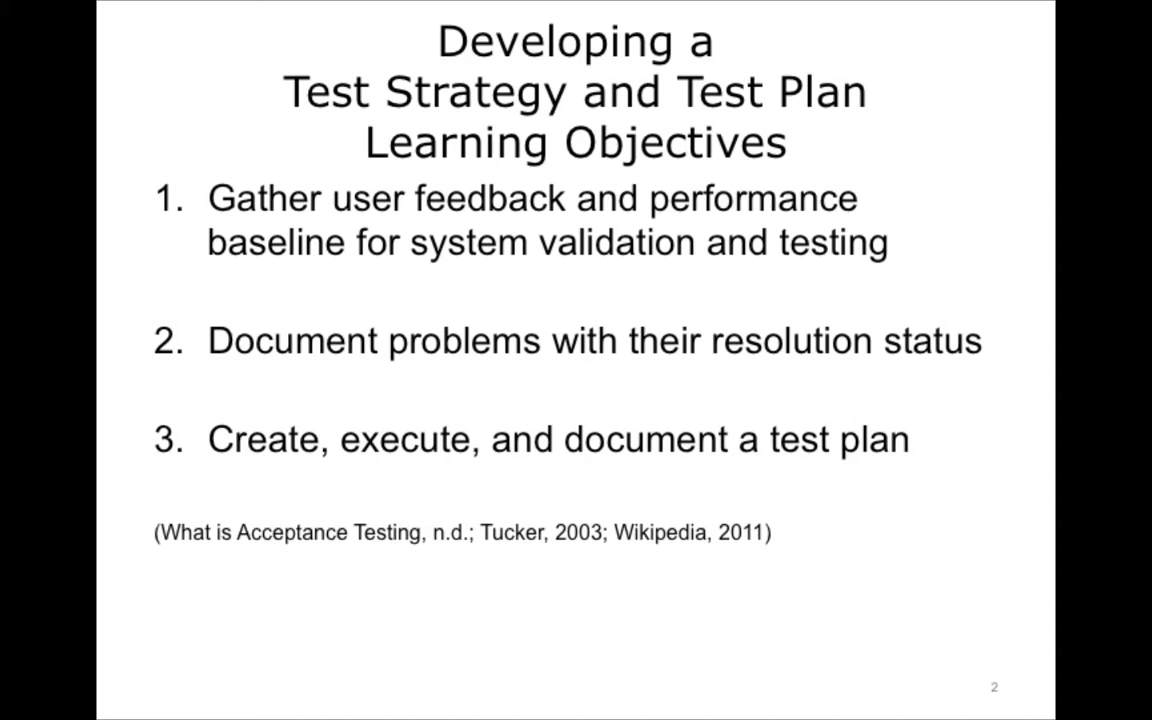 Developing a
Test Strategy and Test Plan
Learning Objectives
1. Gather user feedback and performance
baseline for system validation and testing
2. Document problems with their resolution status
3. Create, execute, and document a test plan
(What is Acceptance Testing, n.d.; Tucker, 2003; Wikipedia, 2011)
2